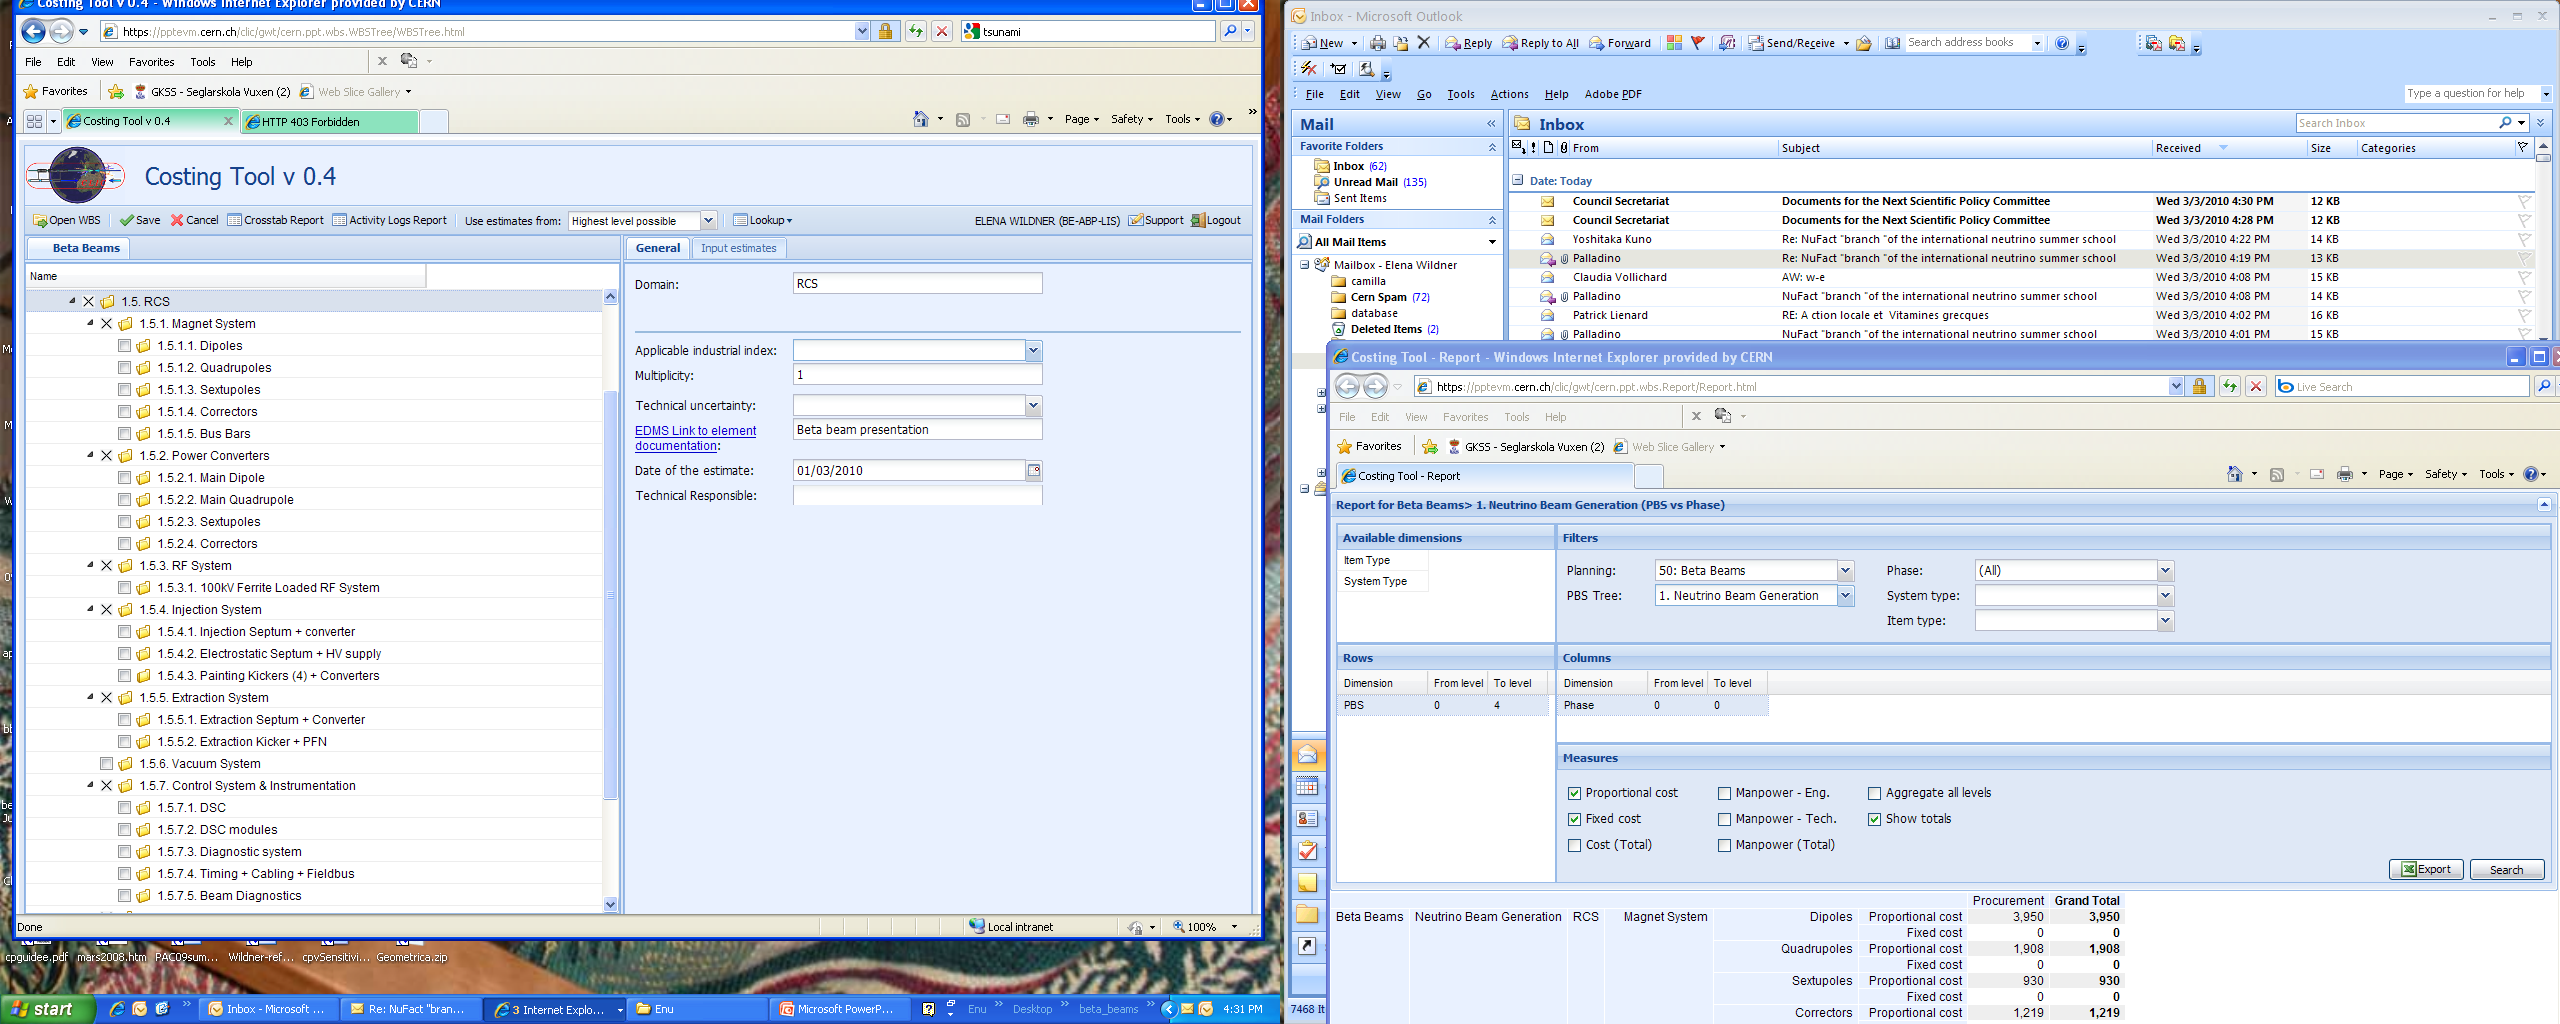 Costing Tool v 0.4 - Windows Internet Explorer provided by CERN
https://pptevm.cern.ch/clic/gwt/cern.ppt.wbs.WBSTree/WBSTree.html
tsunami
File Edit View Favorites Tools Help
Favorites GKSS - Seglarskola Vuxen (2) Web Slice Gallery
Costing Tool v 0.4 HTTP 403 Forbidden Page Safety Tools
Costing Tool v 0.4
Open WBS Save Cancel Crosstab Report Activity Logs Report Use estimates from: Highest level possible Lookup ELENA WILDNER (BE-ABP-LIS) Support Logout
Beta Beams
Name
1.5. RCS
1.5.1. Magnet System
1.5.1.1. Dipoles
1.5.1.2. Quadrupoles
1.5.1.3. Sextupoles
1.5.1.4. Correctors
1.5.1.5. Bus Bars
1.5.2. Power Converters
1.5.2.1. Main Dipole
1.5.2.2. Main Quadrupole
1.5.2.3. Sextupoles
1.5.2.4. Correctors
1.5.3. RF System
1.5.3.1. 100kV Ferrite Loaded RF System
1.5.4. Injection System
1.5.4.1. Injection Septum + converter
1.5.4.2. Electrostatic Septum + HV supply
1.5.4.3. Painting Kickers (4) + Converters
1.5.5. Extraction System
1.5.5.1. Extraction Septum + Converter
1.5.5.2. Extraction Kicker + PFN
1.5.6. Vacuum System
1.5.7. Control System & Instrumentation
1.5.7.1. DSC
1.5.7.2. DSC modules
1.5.7.3. Diagnostic system
1.5.7.4. Timing + Cabling + Fieldbus
1.5.7.5. Beam Diagnostics
General Input estimates
Domain: RCS
Applicable industrial index:
Multiplicity: 1
Technical uncertainty:
EDMS Link to element documentation: Beta beam presentation
Date of the estimate: 01/03/2010
Technical Responsible:
Done Local intranet 100%
cpguidee.pdf mars2008.htm PAC09sum... Wildner-ref... cpvSensitivi... Geometrica.zip
start Inbox - Microsoft ... Re: NuFact "bran... 3 Internet Explo... Enu Microsoft PowerP... Enu Desktop beta_beams 4:31 PM
Inbox - Microsoft Outlook
New Reply Reply to All Forward Send/Receive Search address books
File Edit View Go Tools Actions Help Adobe PDF Type a question for help
Mail
Favorite Folders
Inbox (62)
Unread Mail (135)
Sent Items
Mail Folders
All Mail Items
Mailbox - Elena Wildner
camilla
Cern Spam (72)
database
Deleted Items (2)
Inbox Search Inbox
From Subject Received Size Categories
Date: Today
Council Secretariat Documents for the Next Scientific Policy Committee Wed 3/3/2010 4:30 PM 12 KB
Council Secretariat Documents for the Next Scientific Policy Committee Wed 3/3/2010 4:28 PM 12 KB
Yoshitaka Kuno Re: NuFact "branch "of the international neutrino summer school Wed 3/3/2010 4:22 PM 14 KB
Palladino Re: NuFact "branch "of the international neutrino summer school Wed 3/3/2010 4:19 PM 13 KB
Claudia Vollichard AW: w-e Wed 3/3/2010 4:08 PM 15 KB
Palladino NuFact "branch "of the international neutrino summer school Wed 3/3/2010 4:08 PM 14 KB
Patrick Lienard RE: A ction locale et Vitamines grecques Wed 3/3/2010 4:02 PM 16 KB
Palladino NuFact "branch "of the international neutrino summer school Wed 3/3/2010 4:01 PM 15 KB
7468 It
Costing Tool - Report - Windows Internet Explorer provided by CERN
https://pptevm.cern.ch/clic/gwt/cern.ppt.wbs.Report/Report.html Live Search
File Edit View Favorites Tools Help
Favorites GKSS - Seglarskola Vuxen (2) Web Slice Gallery
Costing Tool - Report Page Safety Tools
Report for Beta Beams> 1. Neutrino Beam Generation (PBS vs Phase)
Available dimensions
Item Type
System Type
Filters
Planning: 50: Beta Beams Phase: (All)
PBS Tree: 1. Neutrino Beam Generation System type:
Item type:
Rows
Dimension From level To level
PBS 0 4
Columns
Dimension From level To level
Phase 0 0
Measures
Proportional cost Manpower - Eng. Aggregate all levels
Fixed cost Manpower - Tech. Show totals
Cost (Total) Manpower (Total)
Export Search
Procurement Grand Total
Beta Beams Neutrino Beam Generation RCS Magnet System Dipoles Proportional cost 3,950 3,950
Fixed cost 0 0
Quadrupoles Proportional cost 1,908 1,908
Fixed cost 0 0
Sextupoles Proportional cost 930 930
Fixed cost 0 0
Correctors Proportional cost 1,219 1,219